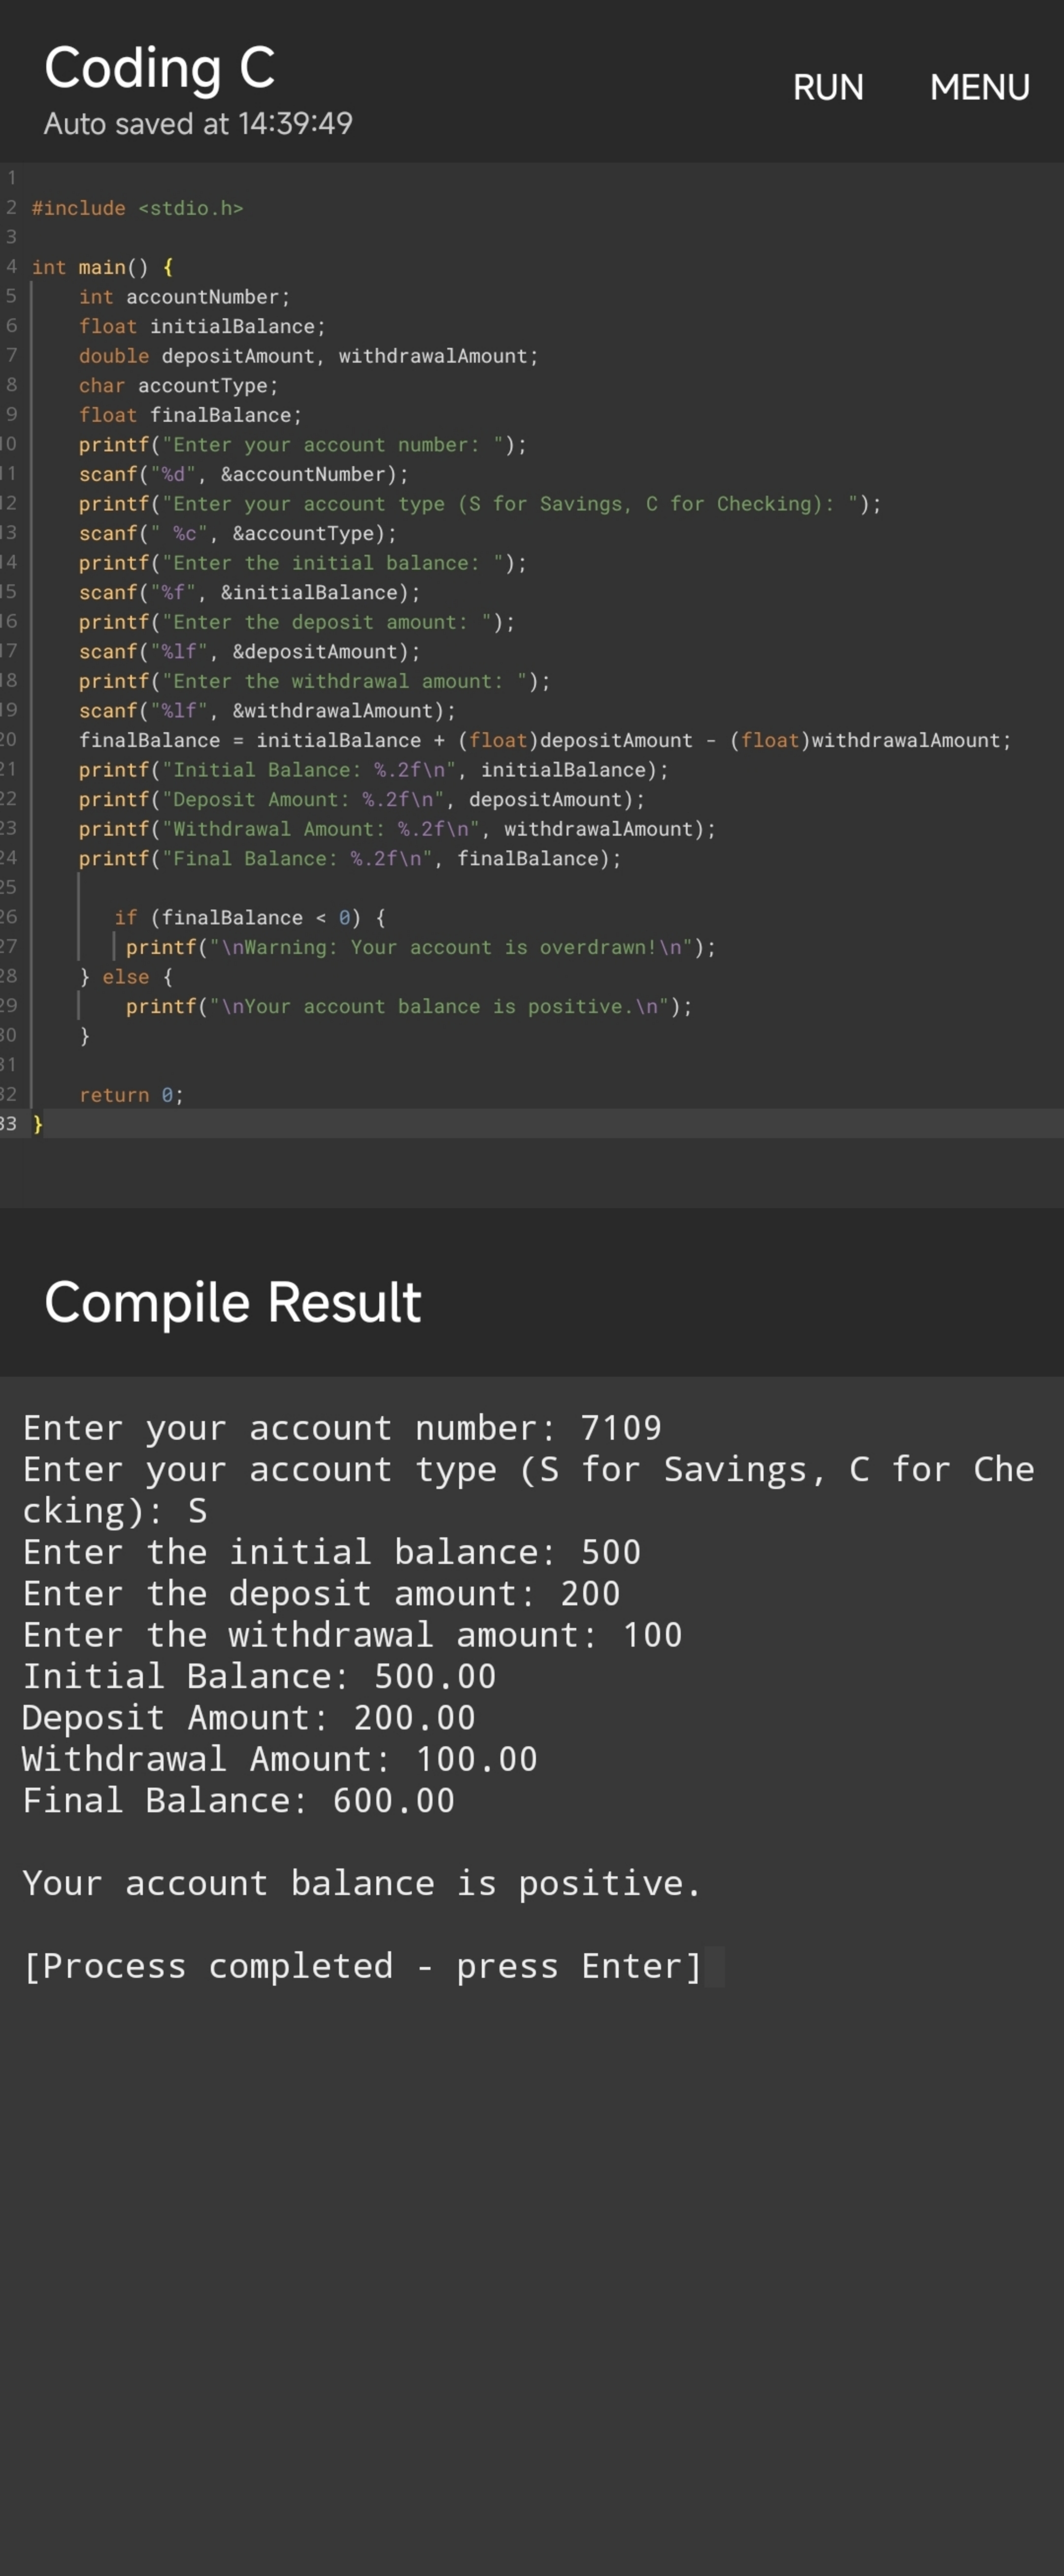 Coding C
RUN MENU
Auto saved at 14:39:49
1
2 #include <stdio.h>
3
4 int main() {
5     int accountNumber;
6     float initialBalance;
7     double depositAmount, withdrawalAmount;
8     char accountType;
9     float finalBalance;
10     printf("Enter your account number: ");
11     scanf("%d", &accountNumber);
12     printf("Enter your account type (S for Savings, C for Checking): ");
13     scanf(" %c", &accountType);
14     printf("Enter the initial balance: ");
15     scanf("%f", &initialBalance);
16     printf("Enter the deposit amount: ");
17     scanf("%lf", &depositAmount);
18     printf("Enter the withdrawal amount: ");
19     scanf("%lf", &withdrawalAmount);
20     finalBalance = initialBalance + (float)depositAmount - (float)withdrawalAmount;
21     printf("Initial Balance: %.2f\n", initialBalance);
22     printf("Deposit Amount: %.2f\n", depositAmount);
23     printf("Withdrawal Amount: %.2f\n", withdrawalAmount);
24     printf("Final Balance: %.2f\n", finalBalance);
25
26        if (finalBalance < 0) {
27         printf("\nWarning: Your account is overdrawn!\n");
28     } else {
29         printf("\nYour account balance is positive.\n");
30     }
31
32     return 0;
33 }
Compile Result
Enter your account number: 7109
Enter your account type (S for Savings, C for Che
cking): S
Enter the initial balance: 500
Enter the deposit amount: 200
Enter the withdrawal amount: 100
Initial Balance: 500.00
Deposit Amount: 200.00
Withdrawal Amount: 100.00
Final Balance: 600.00
Your account balance is positive.
[Process completed - press Enter]